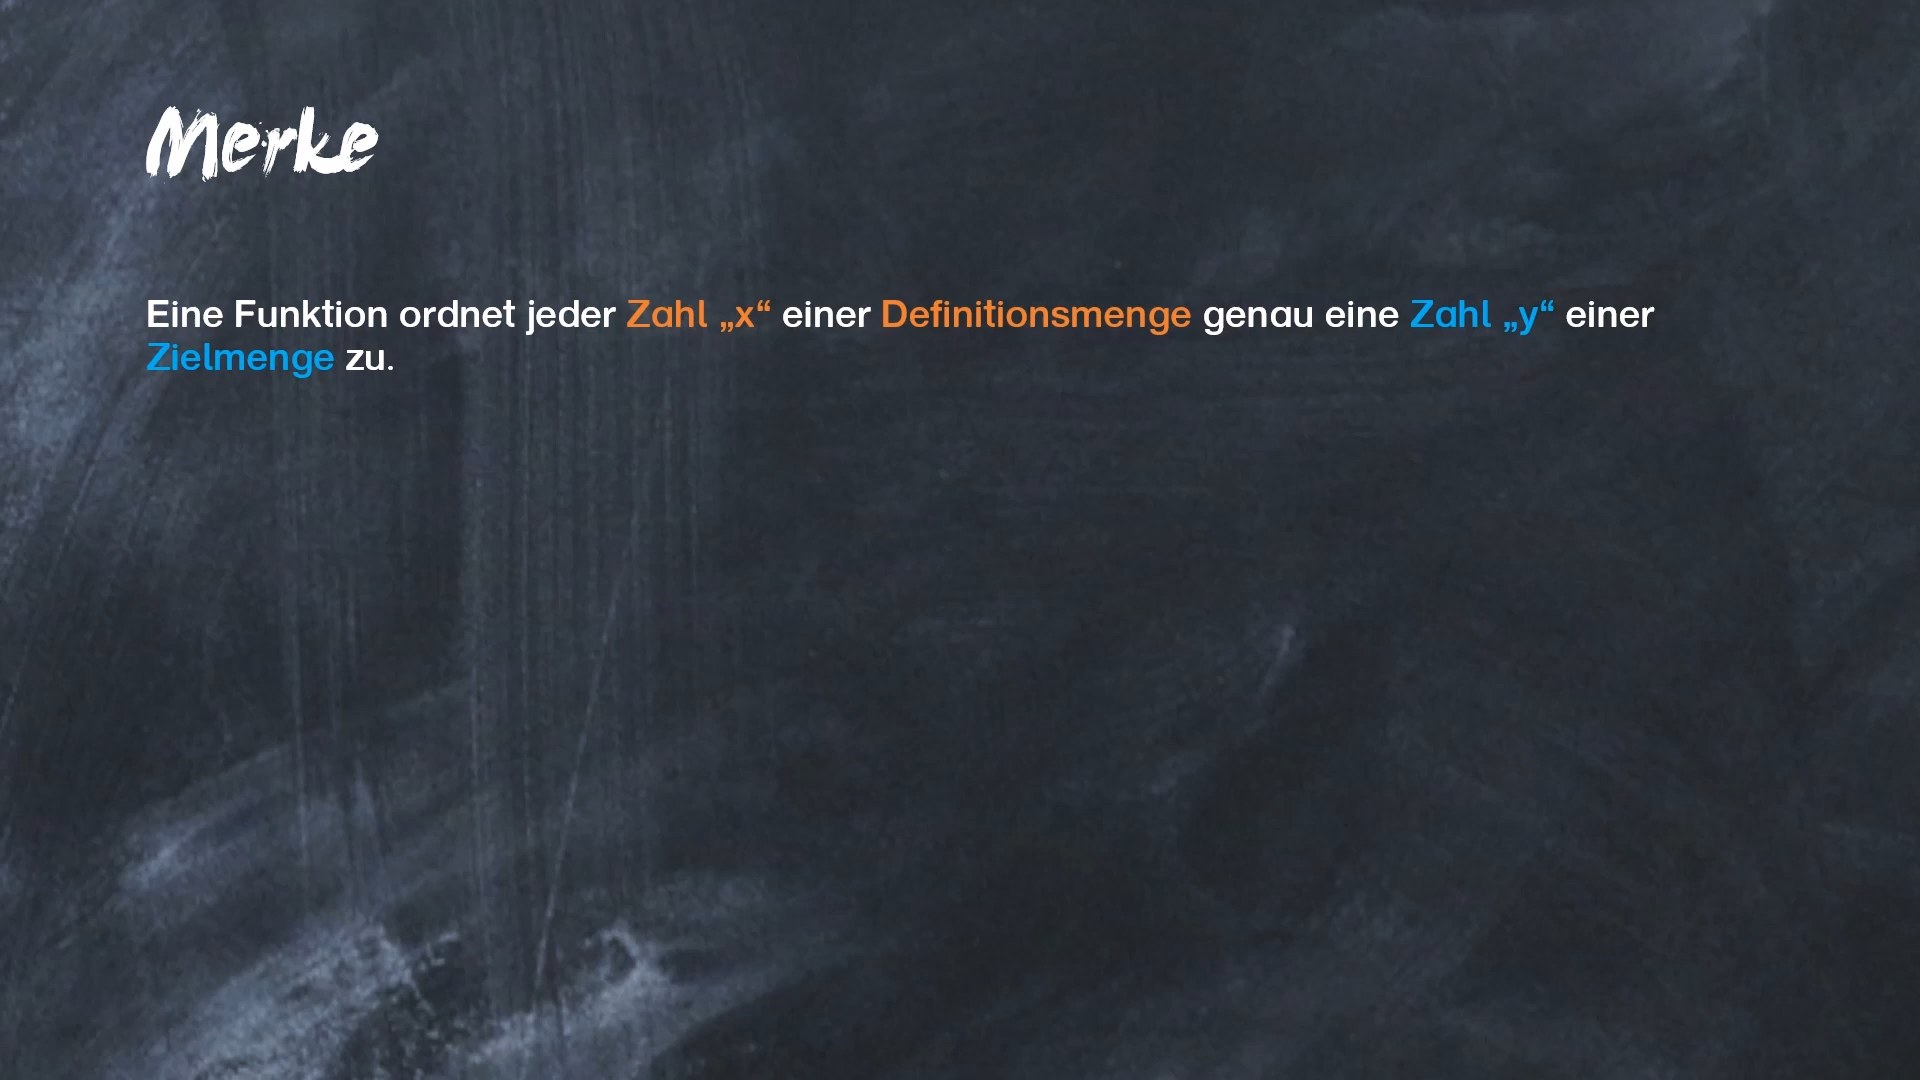 Merke
Eine Funktion ordnet jeder Zahl „x“ einer Definitionsmenge genau eine Zahl „y“ einer
Zielmenge zu.